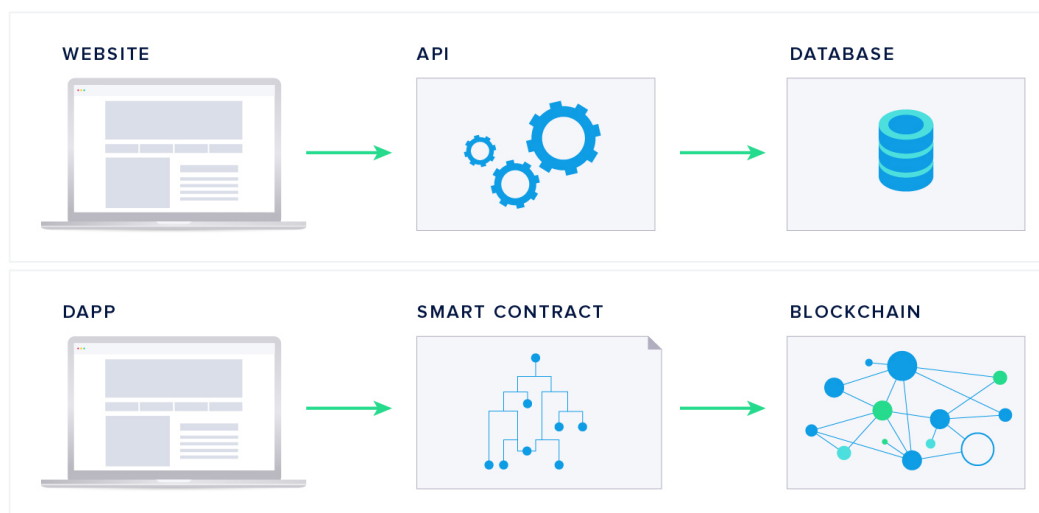 WEBSITE
API
DATABASE
DAPP
SMART CONTRACT
BLOCKCHAIN